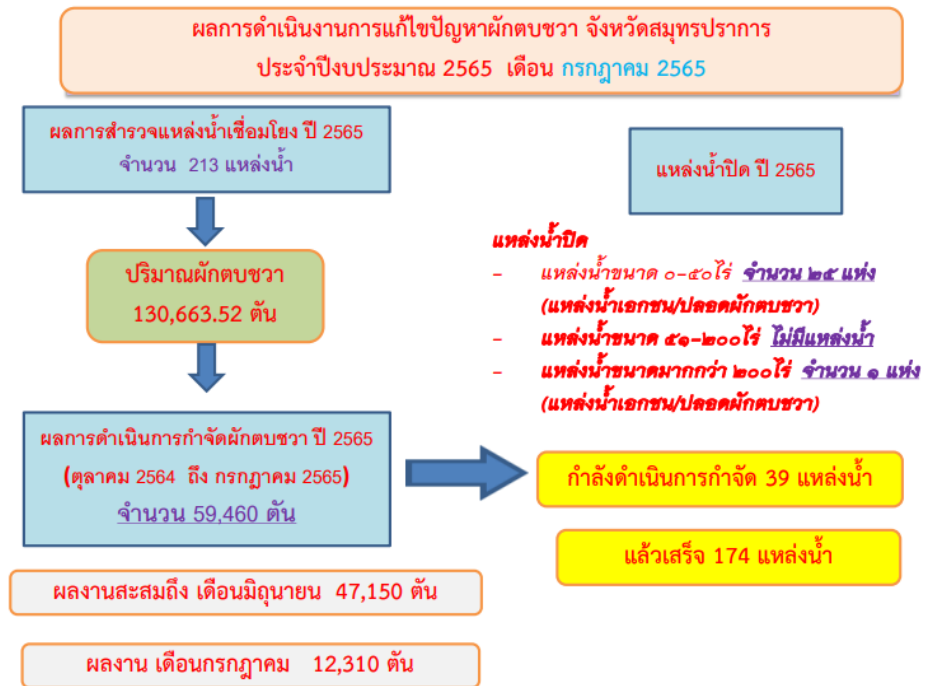 ผลการดำเนินงานการแก้ไขปัญหาผักตบชวา จังหวัดสมุทรปราการ
ประจำปีงบประมาณ 2565 เดือน กรกฎาคม 2565
ผลการสำรวจแหล่งน้ำเชื่อมโยง ปี 2565
จำนวน 213 แหล่งน้ำ
ปริมาณผักตบชวา
130,663.52 ตัน
ผลการดำเนินการกำจัดผักตบชวา ปี 2565
(ตุลาคม 2564 ถึง กรกฎาคม 2565)
จำนวน 59,460 ตัน
ผลงานสะสมถึง เดือนมิถุนายน 47,150 ตัน
ผลงาน เดือนกรกฎาคม 12,310 ตัน
แหล่งน้ำปิด ปี 2565
แหล่งน้ำปิด
- แหล่งน้ำขนาด ๐-๕๐ไร่ จำนวน ๒๕ แห่ง
(แหล่งน้ำเอกชน/ปลอดผักตบชวา)
- แหล่งน้ำขนาด ๕๑-๒๐๐ไร่ ไม่มีแหล่งน้ำ
- แหล่งน้ำขนาดมากกว่า ๒๐๐ไร่ จำนวน ๑ แห่ง
(แหล่งน้ำเอกชน/ปลอดผักตบชวา)
กำลังดำเนินการกำจัด 39 แหล่งน้ำ
แล้วเสร็จ 174 แหล่งน้ำ